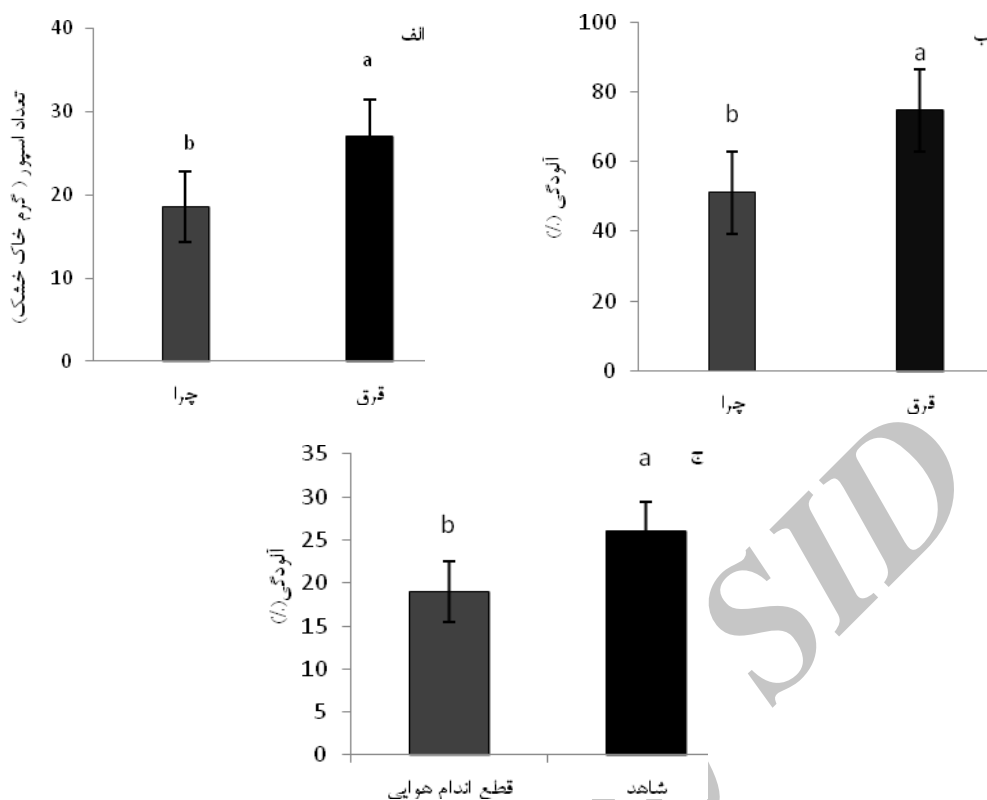 الف
تعداد اسپور ( گرم خاک خشک)
40
30
20
10
0
b
a
چرا
قرق
ب
آلودگی (٪)
100
80
60
40
20
0
b
a
چرا
قرق
ج
آلودگی(٪)
35
30
25
20
15
10
5
0
b
a
قطع اندام هوایی
شاهد
SID